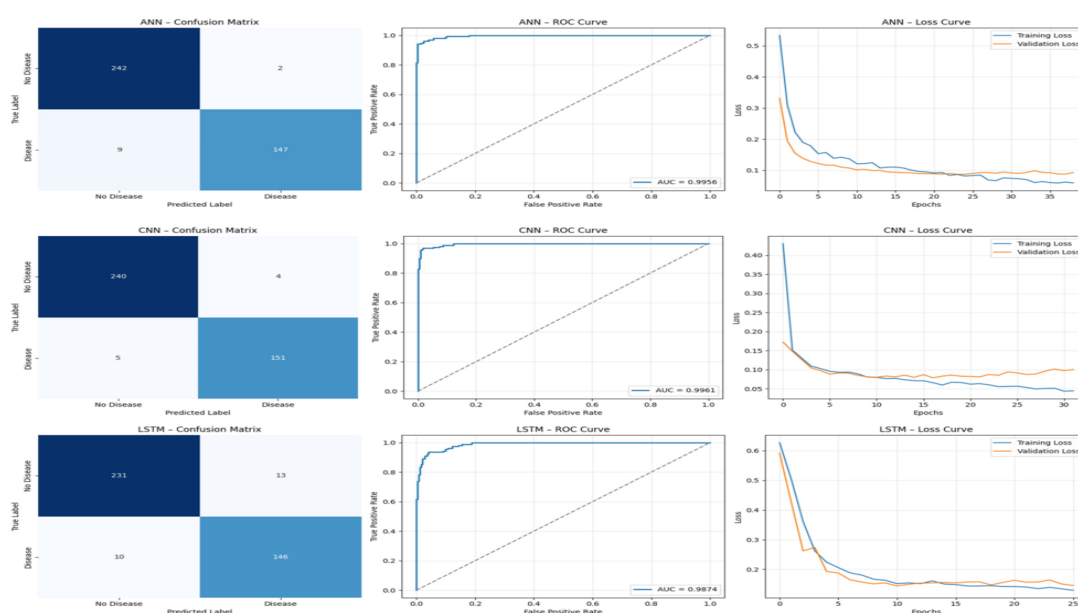 ANN – Confusion Matrix
No Disease
242
2
True Label
Disease
9
147
No Disease
Disease
Predicted Label
ANN – ROC Curve
True Positive Rate
1.0
0.8
0.6
0.4
0.2
0.0
AUC = 0.9956
0.0 0.2 0.4 0.6 0.8 1.0
False Positive Rate
ANN – Loss Curve
Training Loss
Validation Loss
Loss
0.5
0.4
0.3
0.2
0.1
0 5 10 15 20 25 30 35
Epochs
CNN – Confusion Matrix
No Disease
240
4
True Label
Disease
5
151
No Disease
Disease
Predicted Label
CNN – ROC Curve
True Positive Rate
1.0
0.8
0.6
0.4
0.2
0.0
AUC = 0.9961
0.0 0.2 0.4 0.6 0.8 1.0
False Positive Rate
CNN – Loss Curve
Training Loss
Validation Loss
Loss
0.40
0.35
0.30
0.25
0.20
0.15
0.10
0.05
0 5 10 15 20 25 30
Epochs
LSTM – Confusion Matrix
No Disease
231
13
True Label
Disease
10
146
No Disease
Disease
Predicted Label
LSTM – ROC Curve
True Positive Rate
1.0
0.8
0.6
0.4
0.2
0.0
AUC = 0.9874
0.0 0.2 0.4 0.6 0.8 1.0
False Positive Rate
LSTM – Loss Curve
Training Loss
Validation Loss
Loss
0.6
0.5
0.4
0.3
0.2
0 5 10 15 20 25
Epochs